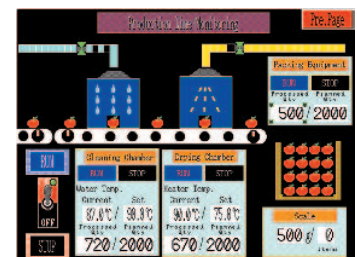 Production Line Monitoring
Pre.Page
Packing Equipment
RUN STOP
Processed Qty Planned Qty
500 / 2000
RUN
OFF
STOP
Cleaning Chamber
RUN STOP
Water Temp.
Current Set
87.0℃ / 90.0℃
Processed Qty Planned Qty
720 / 2000
Drying Chamber
RUN STOP
Heater Temp.
Current Set
90.0℃ / 75.0℃
Processed Qty Planned Qty
670 / 2000
Scale
500 g / 0
items